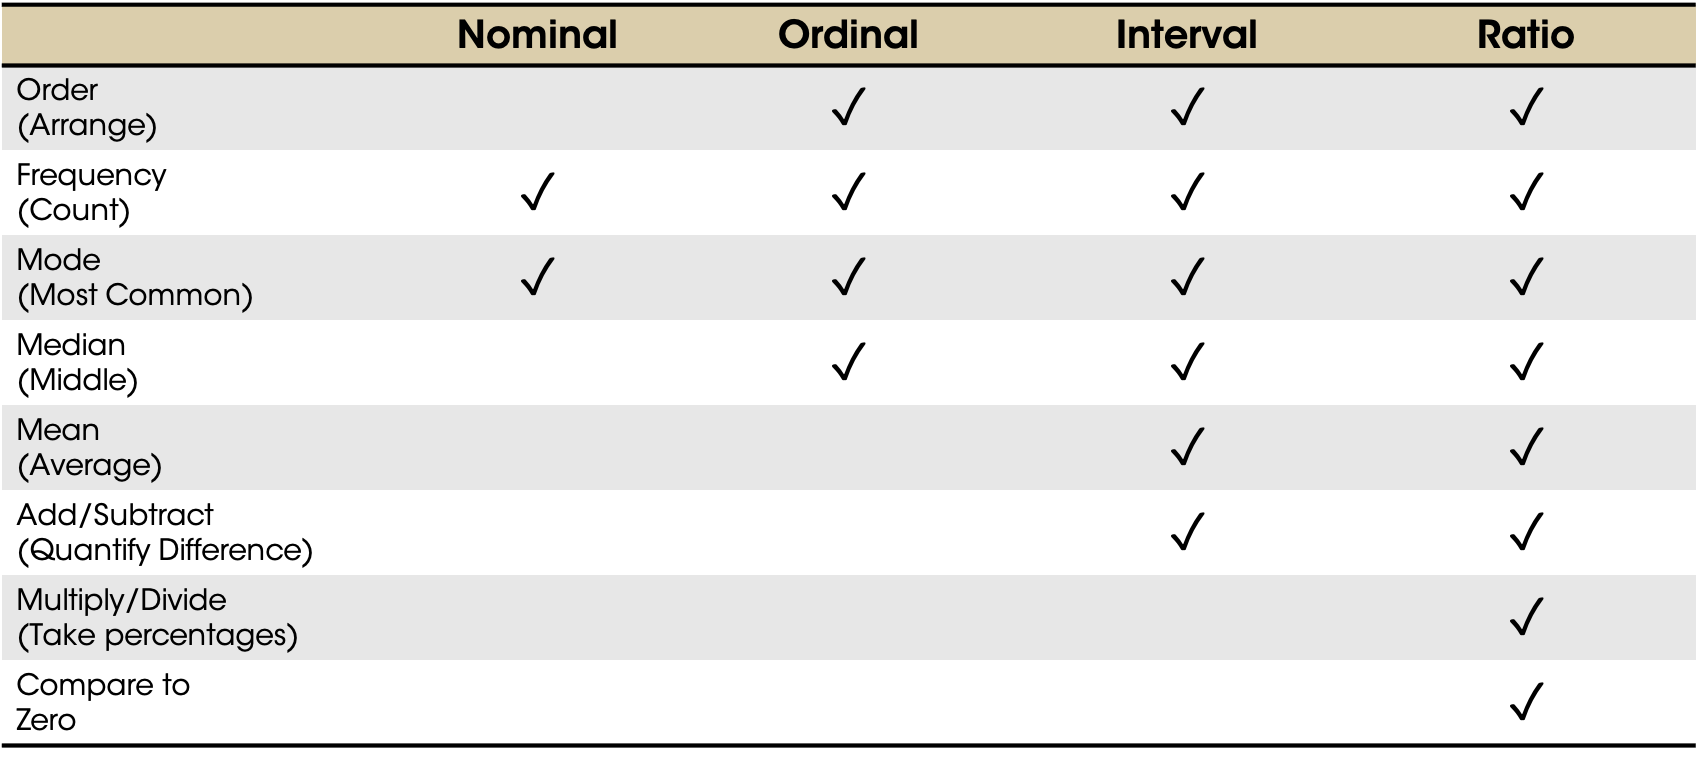 Nominal Ordinal Interval Ratio
Order
(Arrange) ✓ ✓ ✓
Frequency
(Count) ✓ ✓ ✓ ✓
Mode
(Most Common) ✓ ✓ ✓ ✓
Median
(Middle) ✓ ✓ ✓
Mean
(Average) ✓ ✓
Add/Subtract
(Quantify Difference) ✓ ✓
Multiply/Divide
(Take percentages) ✓
Compare to
Zero ✓